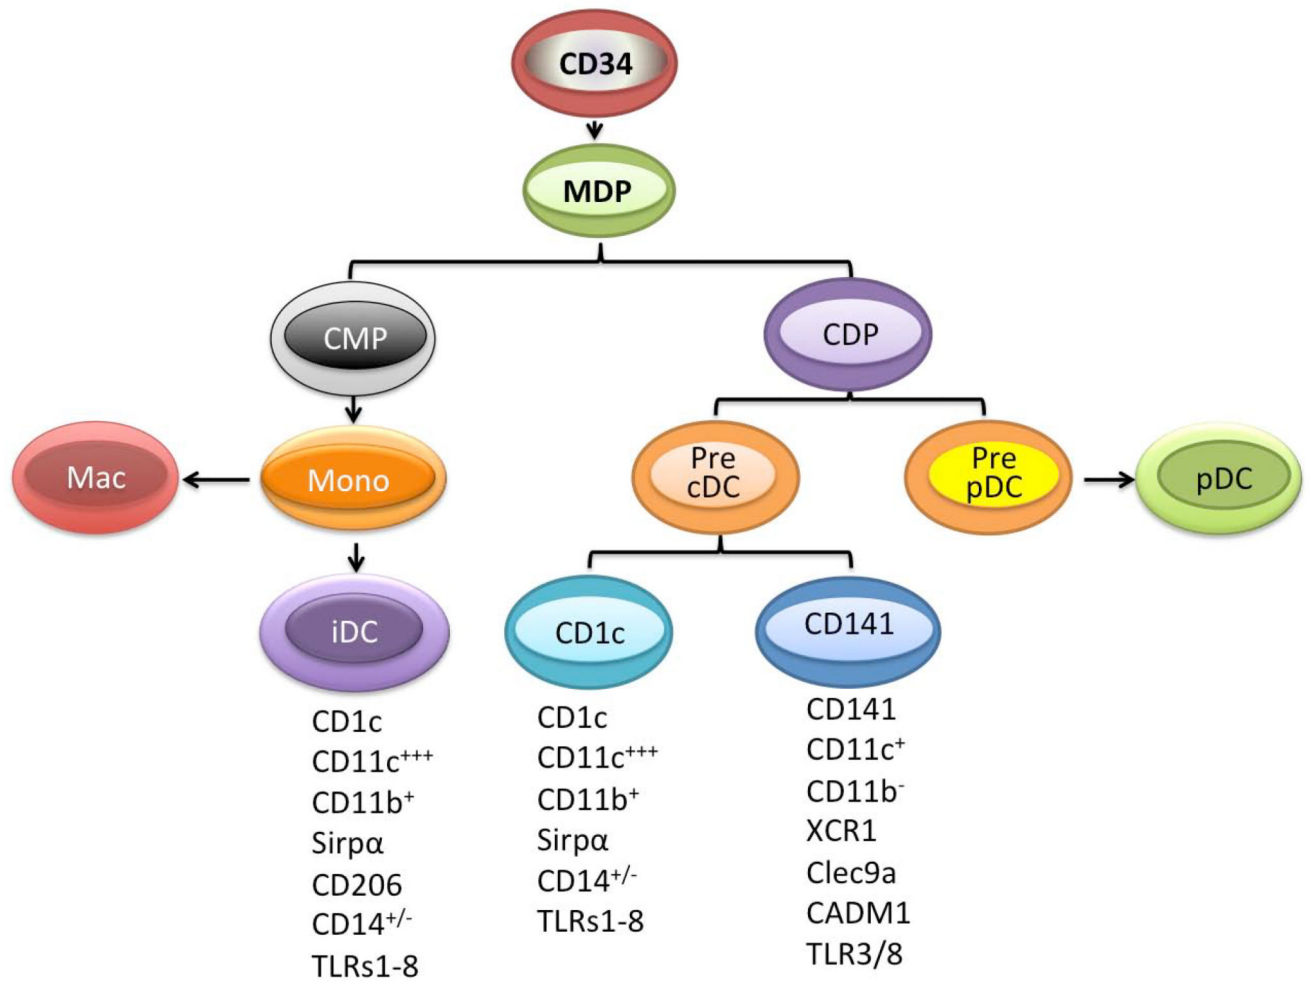 CD34
MDP
CMP
CDP
Mac
Mono
Pre
cDC
Pre
pDC
pDC
iDC
CD1c
CD141
CD1c
CD11c+++
CD11b+
Sirpα
CD206
CD14+/-
TLRs1-8
CD1c
CD11c+++
CD11b+
Sirpα
CD14+/-
TLRs1-8
CD141
CD11c+
CD11b-
XCR1
Clec9a
CADM1
TLR3/8